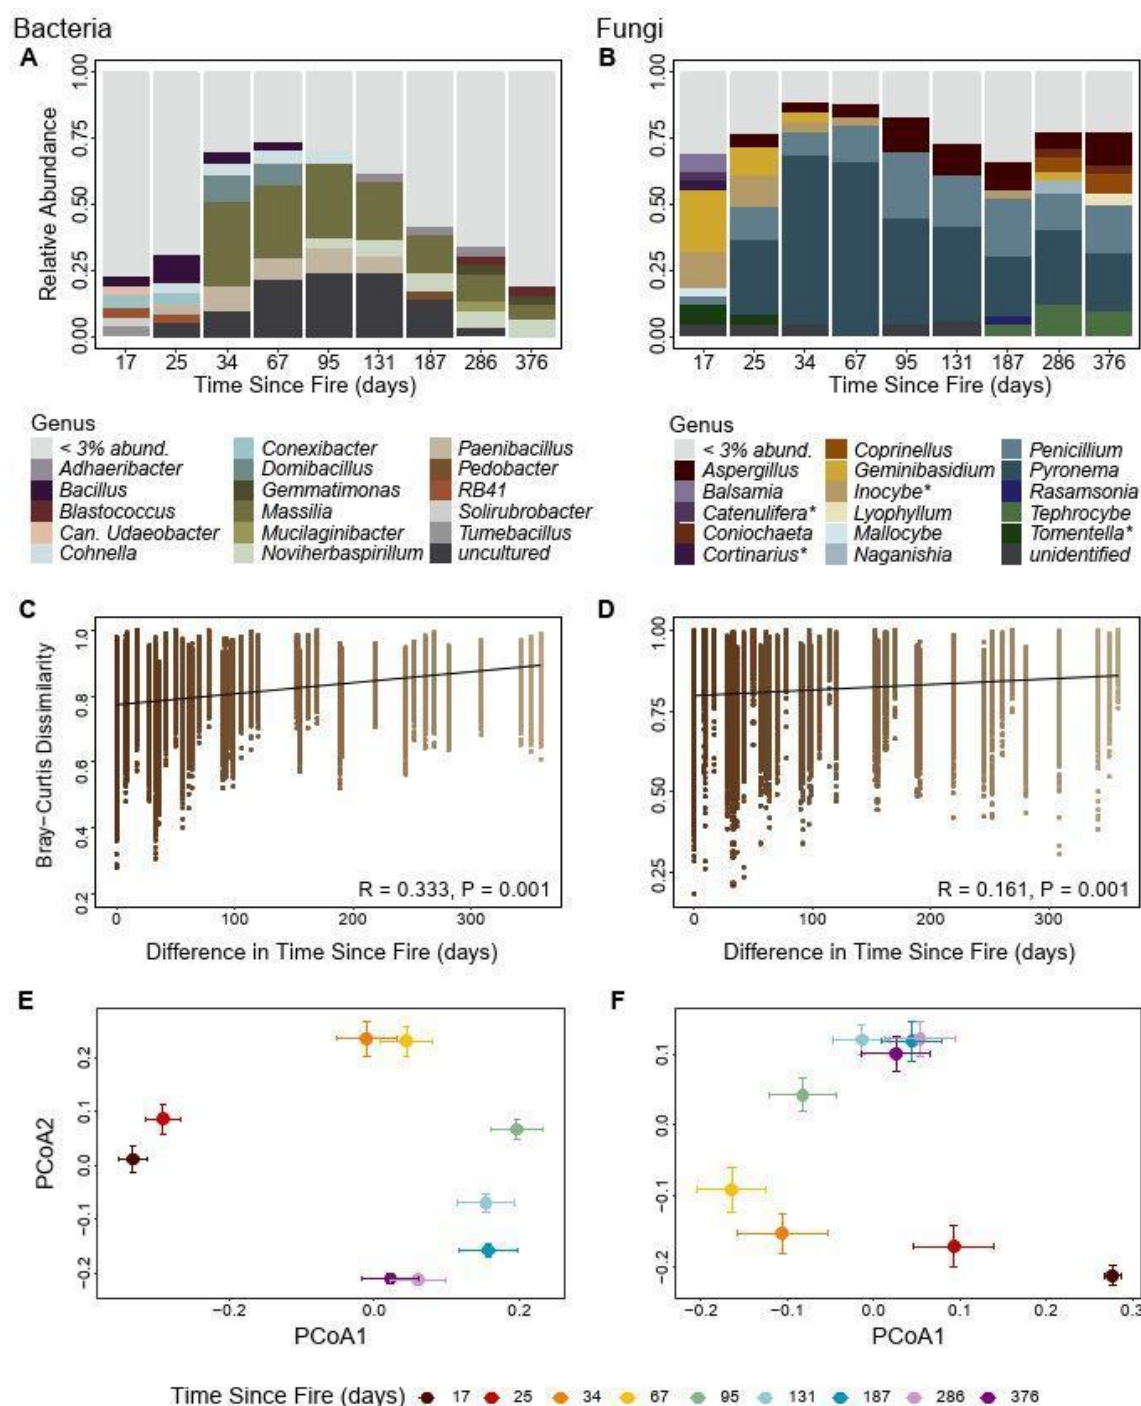 Bacteria
Fungi
A
B
Relative Abundance
1.00
0.75
0.50
0.25
0.00
17 25 34 67 95 131 187 286 376
Time Since Fire (days)
1.00
0.75
0.50
0.25
0.00
17 25 34 67 95 131 187 286 376
Time Since Fire (days)
Genus
< 3% abund.
Adhaeribacter
Bacillus
Blastococcus
Can. Udaeobacter
Cohnella
Conexibacter
Domibacillus
Gemmatimonas
Massilia
Mucilaginibacter
Noviherbaspirillum
Paenibacillus
Pedobacter
RB41
Solirubrobacter
Tumebacillus
uncultured
Genus
< 3% abund.
Aspergillus
Balsamia
Catenulifera*
Coniochaeta
Cortinarius*
Coprinellus
Geminibasidium
Inocybe*
Lyophyllum
Mallocybe
Naganishia
Penicillium
Pyronema
Rasamsonia
Tephrocybe
Tomentella*
unidentified
C
D
Bray-Curtis Dissimilarity
1.0
0.8
0.6
0.4
0.2
R = 0.333, P = 0.001
0 100 200 300
Difference in Time Since Fire (days)
1.00
0.75
0.50
0.25
R = 0.161, P = 0.001
0 100 200 300
Difference in Time Since Fire (days)
E
F
PCoA2
0.2
0.1
0.0
−0.1
−0.2
−0.2 0.0 0.2
PCoA1
0.1
0.0
−0.1
−0.2
−0.2 −0.1 0.0 0.1 0.2 0.3
PCoA1
Time Since Fire (days) 17 25 34 67 95 131 187 286 376